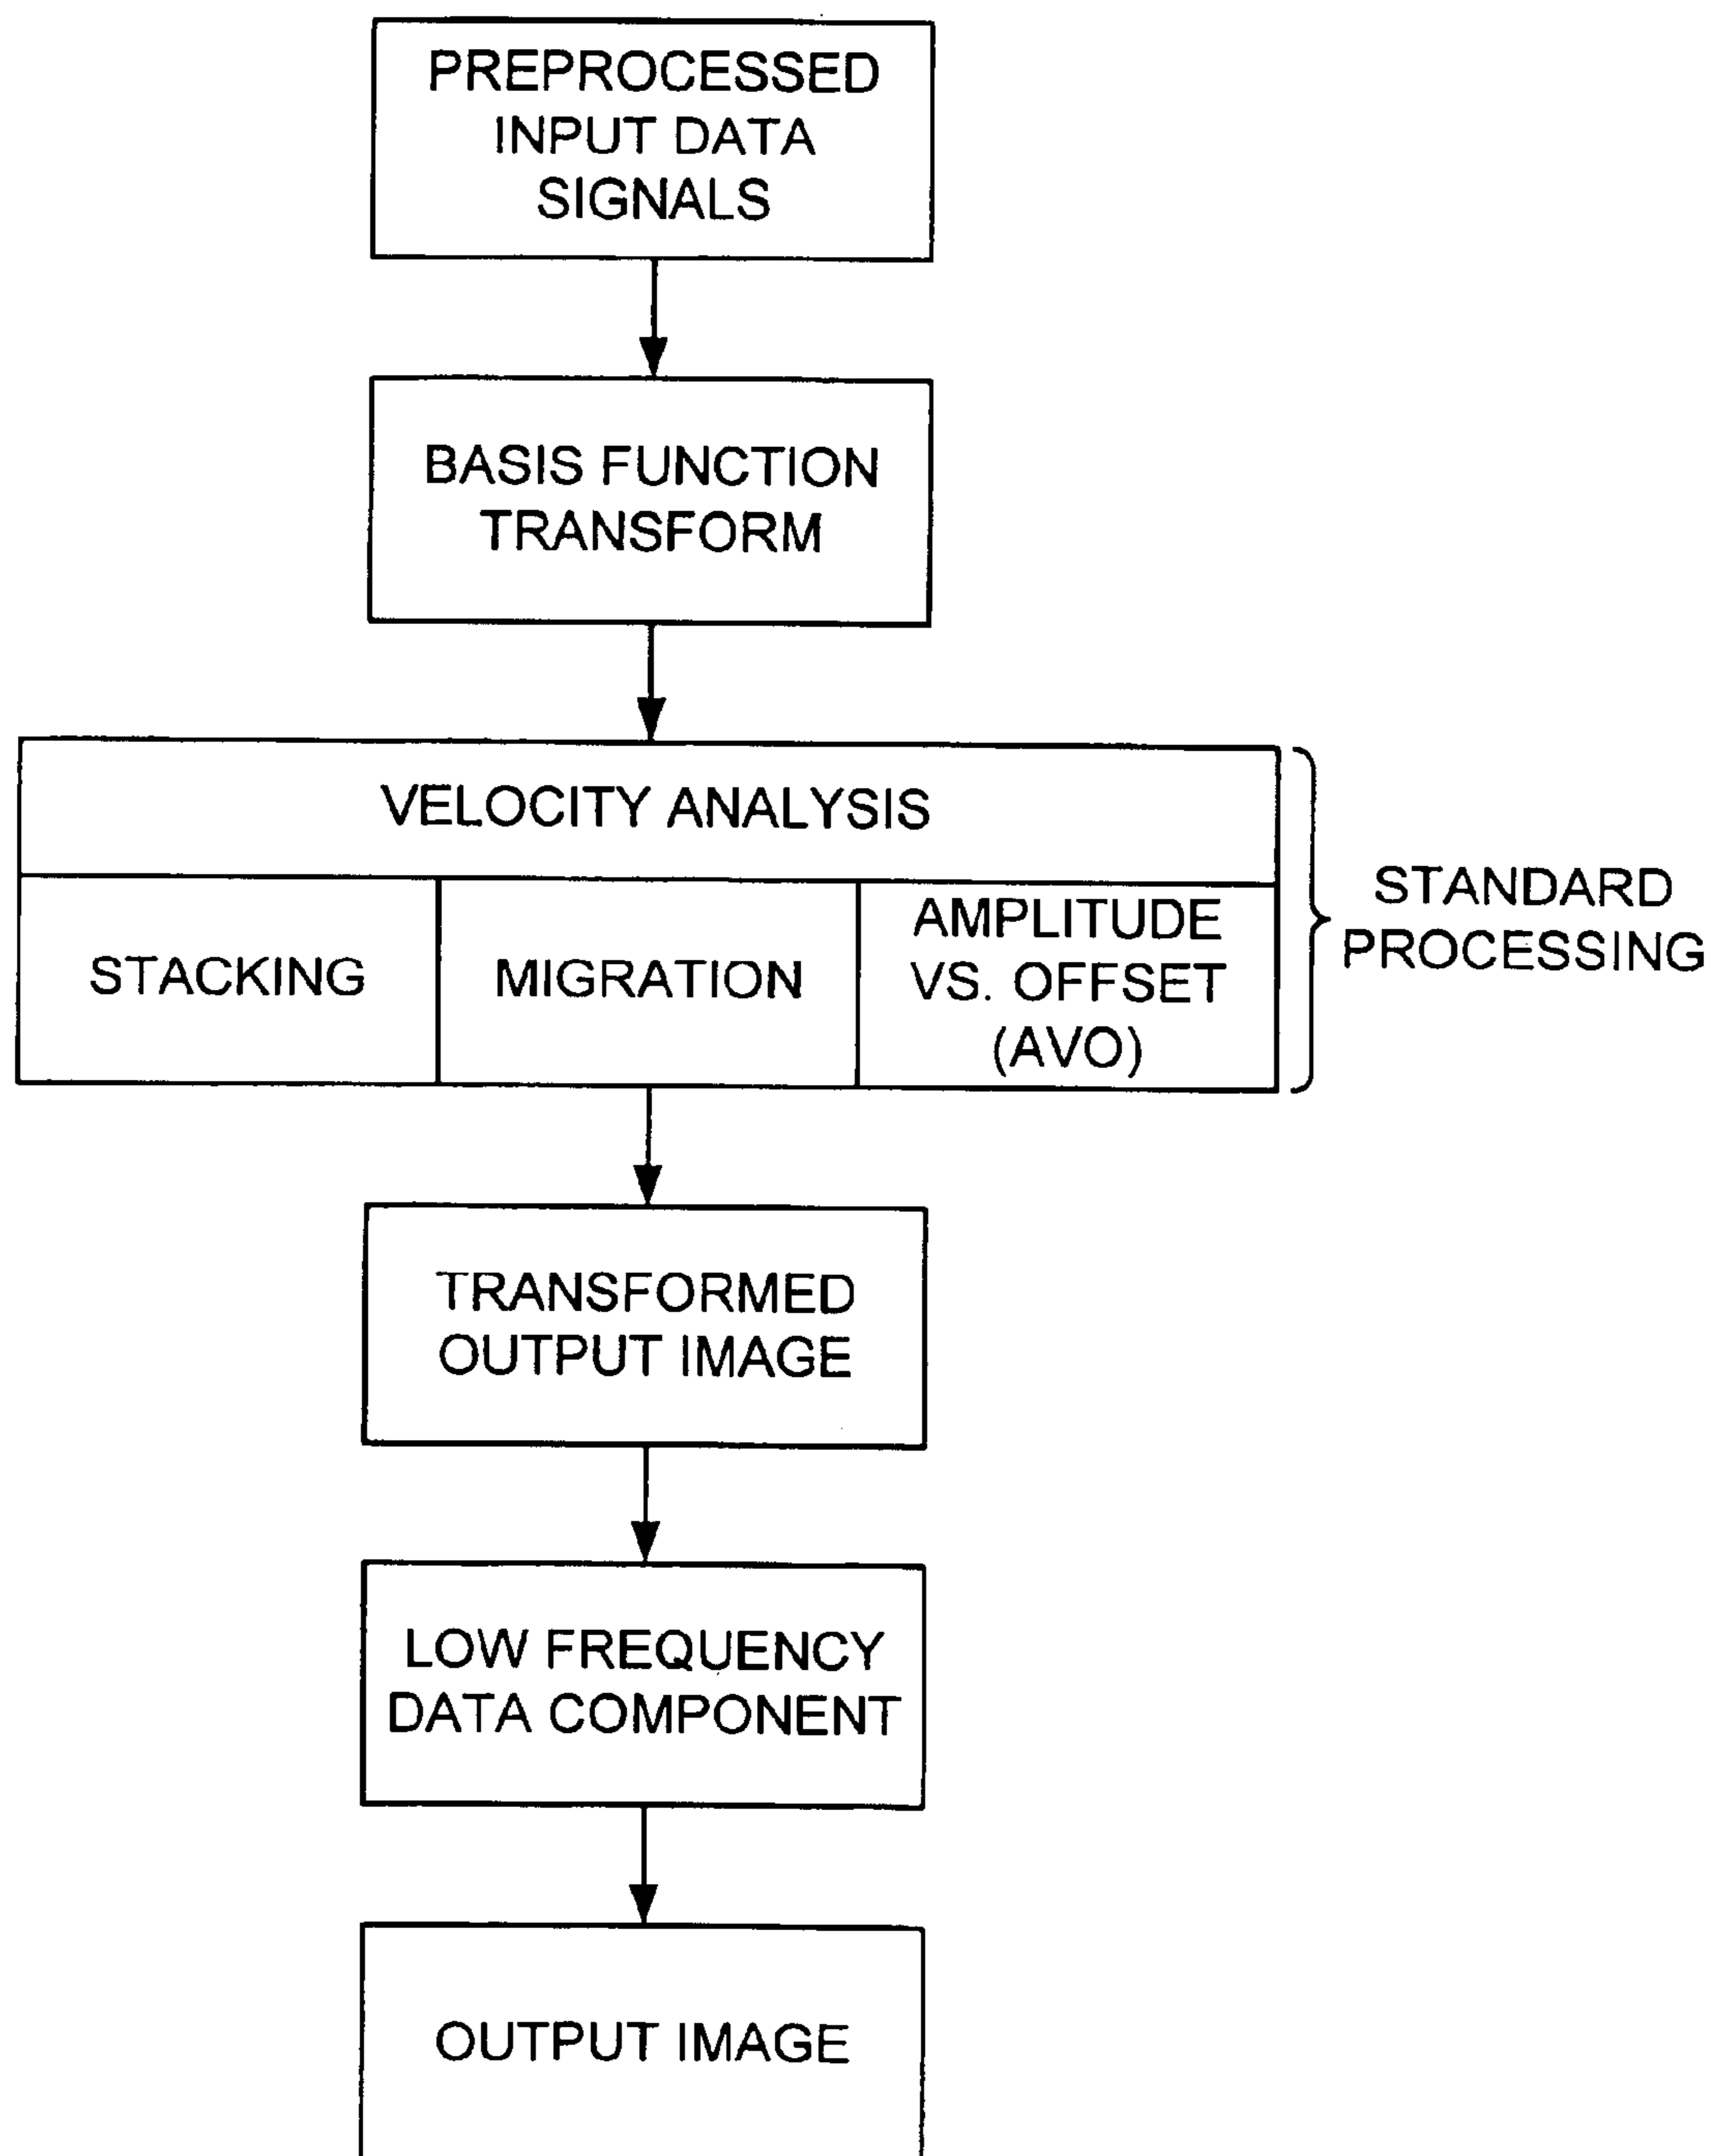 PREPROCESSED
INPUT DATA
SIGNALS
BASIS FUNCTION
TRANSFORM
VELOCITY ANALYSIS
STACKING
MIGRATION
AMPLITUDE
VS. OFFSET
(AVO)
STANDARD
PROCESSING
TRANSFORMED
OUTPUT IMAGE
LOW FREQUENCY
DATA COMPONENT
OUTPUT IMAGE